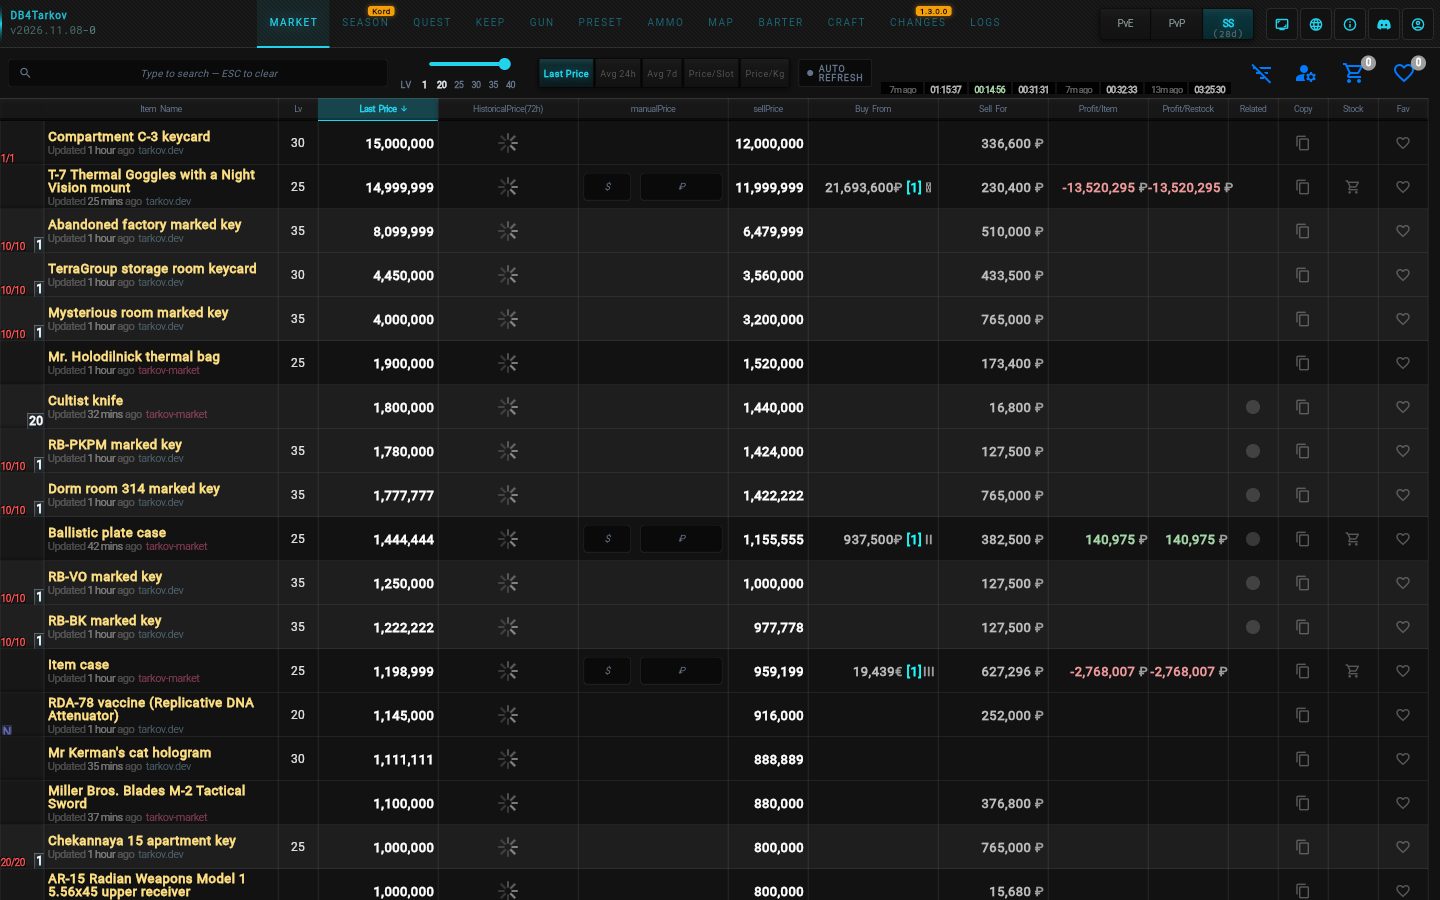 DB4Tarkov
v2026.11.08-0
MARKET SEASON Kord QUEST KEEP GUN PRESET AMMO MAP BARTER CRAFT CHANGES 1.3.0.0 LOGS
PvE PvP SS (28d)
Type to search — ESC to clear
LV 1 20 25 30 35 40
Last Price Avg 24h Avg 7d Price/Slot Price/Kg
AUTO REFRESH
7m ago 01:15:37 00:14:56 00:31:31 7m ago 00:32:33 13m ago 03:25:30
0 0
Item Name Lv Last Price HistoricalPrice(72h) manualPrice sellPrice Buy From Sell For Profit/Item Profit/Restock Related Copy Stock Fav
Compartment C-3 keycard 30 15,000,000 12,000,000 336,600 ₽
1/1 Updated 1 hour ago tarkov.dev
T-7 Thermal Goggles with a Night
Vision mount 25 14,999,999 $ ₽ 11,999,999 21,693,600₽ [1] 230,400 ₽ -13,520,295 ₽ -13,520,295 ₽
Updated 25 mins ago tarkov.dev
Abandoned factory marked key 35 8,099,999 6,479,999 510,000 ₽
10/10 1 Updated 1 hour ago tarkov.dev
TerraGroup storage room keycard 30 4,450,000 3,560,000 433,500 ₽
10/10 1 Updated 1 hour ago tarkov.dev
Mysterious room marked key 35 4,000,000 3,200,000 765,000 ₽
10/10 1 Updated 1 hour ago tarkov.dev
Mr. Holodilnick thermal bag 25 1,900,000 1,520,000 173,400 ₽
Updated 1 hour ago tarkov-market
Cultist knife 1,800,000 1,440,000 16,800 ₽
20 Updated 32 mins ago tarkov-market
RB-PKPM marked key 35 1,780,000 1,424,000 127,500 ₽
10/10 1 Updated 1 hour ago tarkov.dev
Dorm room 314 marked key 35 1,777,777 1,422,222 765,000 ₽
10/10 1 Updated 1 hour ago tarkov.dev
Ballistic plate case 25 1,444,444 $ ₽ 1,155,555 937,500₽ [1] II 382,500 ₽ 140,975 ₽ 140,975 ₽
Updated 42 mins ago tarkov-market
RB-VO marked key 35 1,250,000 1,000,000 127,500 ₽
10/10 1 Updated 1 hour ago tarkov.dev
RB-BK marked key 35 1,222,222 977,778 127,500 ₽
10/10 1 Updated 1 hour ago tarkov.dev
Item case 25 1,198,999 $ ₽ 959,199 19,439€ [1] III 627,296 ₽ -2,768,007 ₽ -2,768,007 ₽
Updated 1 hour ago tarkov-market
RDA-78 vaccine (Replicative DNA
Attenuator) 20 1,145,000 916,000 252,000 ₽
N Updated 1 hour ago tarkov.dev
Mr Kerman's cat hologram 30 1,111,111 888,889
Updated 35 mins ago tarkov.dev
Miller Bros. Blades M-2 Tactical
Sword 1,100,000 880,000 376,800 ₽
Updated 37 mins ago tarkov-market
Chekannaya 15 apartment key 25 1,000,000 800,000 765,000 ₽
20/20 1 Updated 1 hour ago tarkov.dev
AR-15 Radian Weapons Model 1
5.56x45 upper receiver 1,000,000 800,000 15,680 ₽